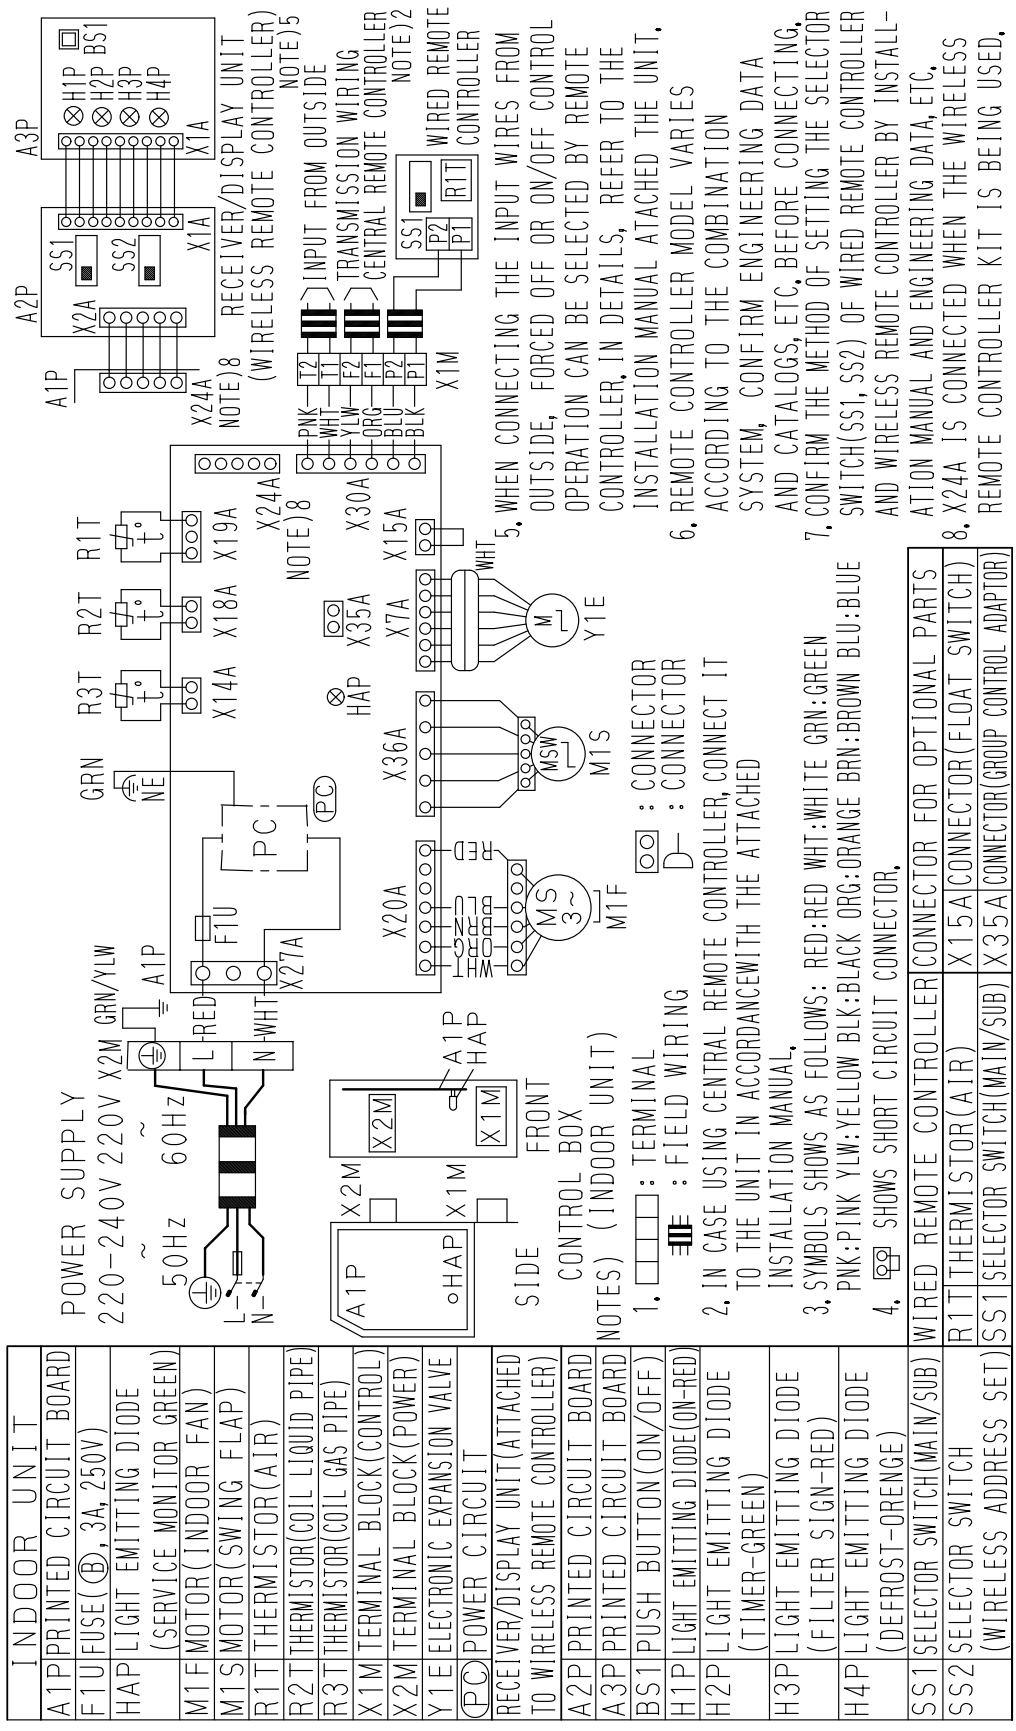 INDOOR UNIT
A1P PRINTED CIRCUIT BOARD
F1U FUSE(Ⓑ, 3A, 250V)
HAP LIGHT EMITTING DIODE
(SERVICE MONITOR GREEN)
M1F MOTOR(INDOOR FAN)
M1S MOTOR(SWING FLAP)
R1T THERMISTOR(AIR)
R2T THERMISTOR(COIL LIQUID PIPE)
R3T THERMISTOR(COIL GAS PIPE)
X1M TERMINAL BLOCK(CONTROL)
X2M TERMINAL BLOCK(POWER)
Y1E ELECTRONIC EXPANSION VALVE
PC POWER CIRCUIT
RECEIVER/DISPLAY UNIT(ATTACHED
TO WIRELESS REMOTE CONTROLLER)
A2P PRINTED CIRCUIT BOARD
A3P PRINTED CIRCUIT BOARD
BS1 PUSH BUTTON(ON/OFF)
H1P LIGHT EMITTING DIODE(ON-RED)
H2P LIGHT EMITTING DIODE
(TIMER-GREEN)
H3P LIGHT EMITTING DIODE
(FILTER SIGN-RED)
H4P LIGHT EMITTING DIODE
(DEFROST-ORENGE)
SS1 SELECTOR SWITCH(MAIN/SUB)
SS2 SELECTOR SWITCH
(WIRELESS ADDRESS SET)
WIRED REMOTE CONTROLLER
R1T THERMISTOR(AIR)
SS1 SELECTOR SWITCH(MAIN/SUB)
CONNECTOR FOR OPTIONAL PARTS
X15A CONNECTOR(FLOAT SWITCH)
X35A CONNECTOR(GROUP CONTROL ADAPTOR)
POWER SUPPLY
220-240V 220V
~ ~
50Hz 60Hz
L
N
X2M
GRN/YLW
A1P
L
RED
N
WHT
X27A
F1U
PC
PC
GRN
NE
R3T
t°
X14A
R2T
t°
X18A
R1T
t°
X19A
X24A
NOTE)8
X30A
HAP
X35A
X20A
X36A
X7A
X15A
WHT
ORG
BRN
BLU
RED
MS
3~
M1F
MSW
M1S
WHT
M
Y1E
PNK
WHT
YLW
ORG
BLU
BLK
T2
T1
F2
F1
P2
P1
X1M
INPUT FROM OUTSIDE
TRANSMISSION WIRING
CENTRAL REMOTE CONTROLLER
NOTE)2
WIRED REMOTE
CONTROLLER
SS1
P2
P1
R1T
A1P
X24A
NOTE)8
A2P
X2A
SS1
SS2
X1A
A3P
X1A
H1P
H2P
H3P
H4P
BS1
RECEIVER/DISPLAY UNIT
(WIRELESS REMOTE CONTROLLER)
NOTE)5
A1P
HAP
X2M
X1M
SIDE
X2M
X1M
A1P
HAP
FRONT
CONTROL BOX
(INDOOR UNIT)
NOTES)
1.
: TERMINAL
: CONNECTOR
: FIELD WIRING
: CONNECTOR
2. IN CASE USING CENTRAL REMOTE CONTROLLER, CONNECT IT
TO THE UNIT IN ACCORDANCEWITH THE ATTACHED
INSTALLATION MANUAL.
3. SYMBOLS SHOWS AS FOLLOWS: RED:RED WHT:WHITE GRN:GREEN
PNK:PINK YLW:YELLOW BLK:BLACK ORG:ORANGE BRN:BROWN BLU:BLUE
4. SHOWS SHORT CIRCUIT CONNECTOR.
5. WHEN CONNECTING THE INPUT WIRES FROM
OUTSIDE, FORCED OFF OR ON/OFF CONTROL
OPERATION CAN BE SELECTED BY REMOTE
CONTROLLER. IN DETAILS, REFER TO THE
INSTALLATION MANUAL ATACHED THE UNIT.
6. REMOTE CONTROLLER MODEL VARIES
ACCORDING TO THE COMBINATION
SYSTEM, CONFIRM ENGINEERING DATA
AND CATALOGS, ETC. BEFORE CONNECTING.
7. CONFIRM THE METHOD OF SETTING THE SELECTOR
SWITCH(SS1, SS2) OF WIRED REMOTE CONTROLLER
AND WIRELESS REMOTE CONTROLLER BY INSTALL-
ATION MANUAL AND ENGINEERING DATA, ETC.
8. X24A IS CONNECTED WHEN THE WIRELESS
REMOTE CONTROLLER KIT IS BEING USED.